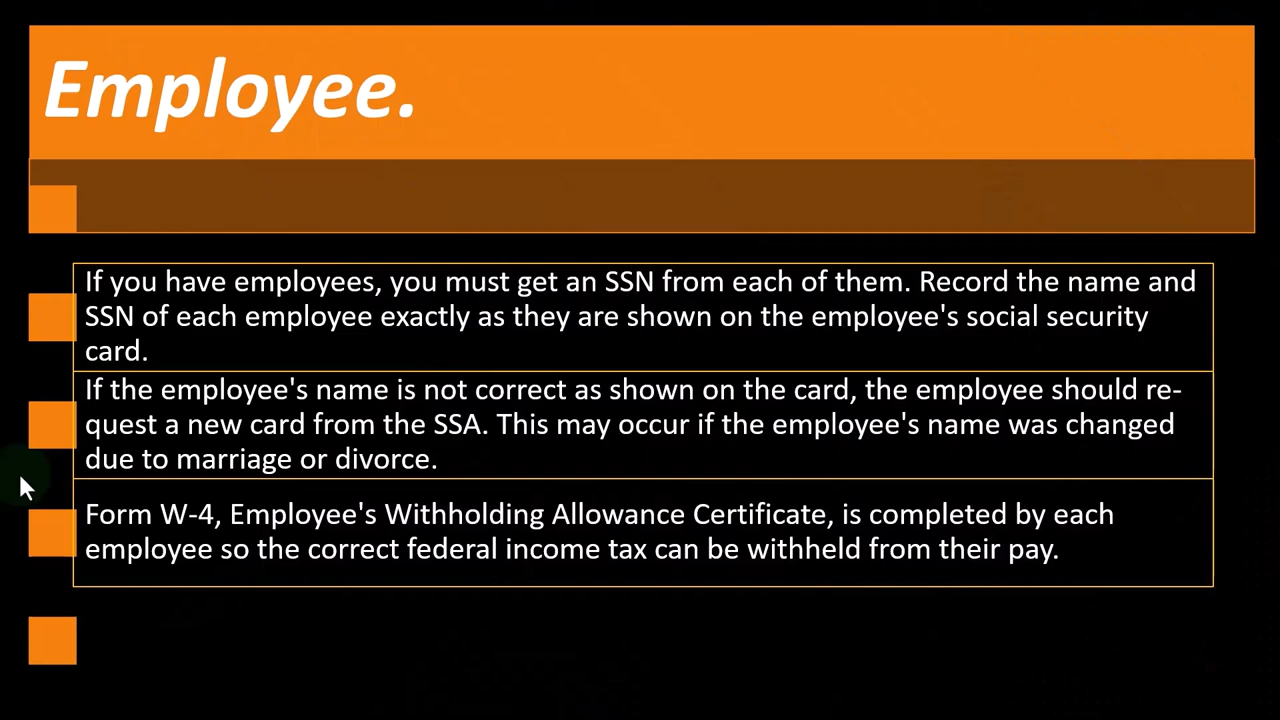 Employee.
If you have employees, you must get an SSN from each of them. Record the name and
SSN of each employee exactly as they are shown on the employee's social security
card.
If the employee's name is not correct as shown on the card, the employee should re-
quest a new card from the SSA. This may occur if the employee's name was changed
due to marriage or divorce.
Form W-4, Employee's Withholding Allowance Certificate, is completed by each
employee so the correct federal income tax can be withheld from their pay.